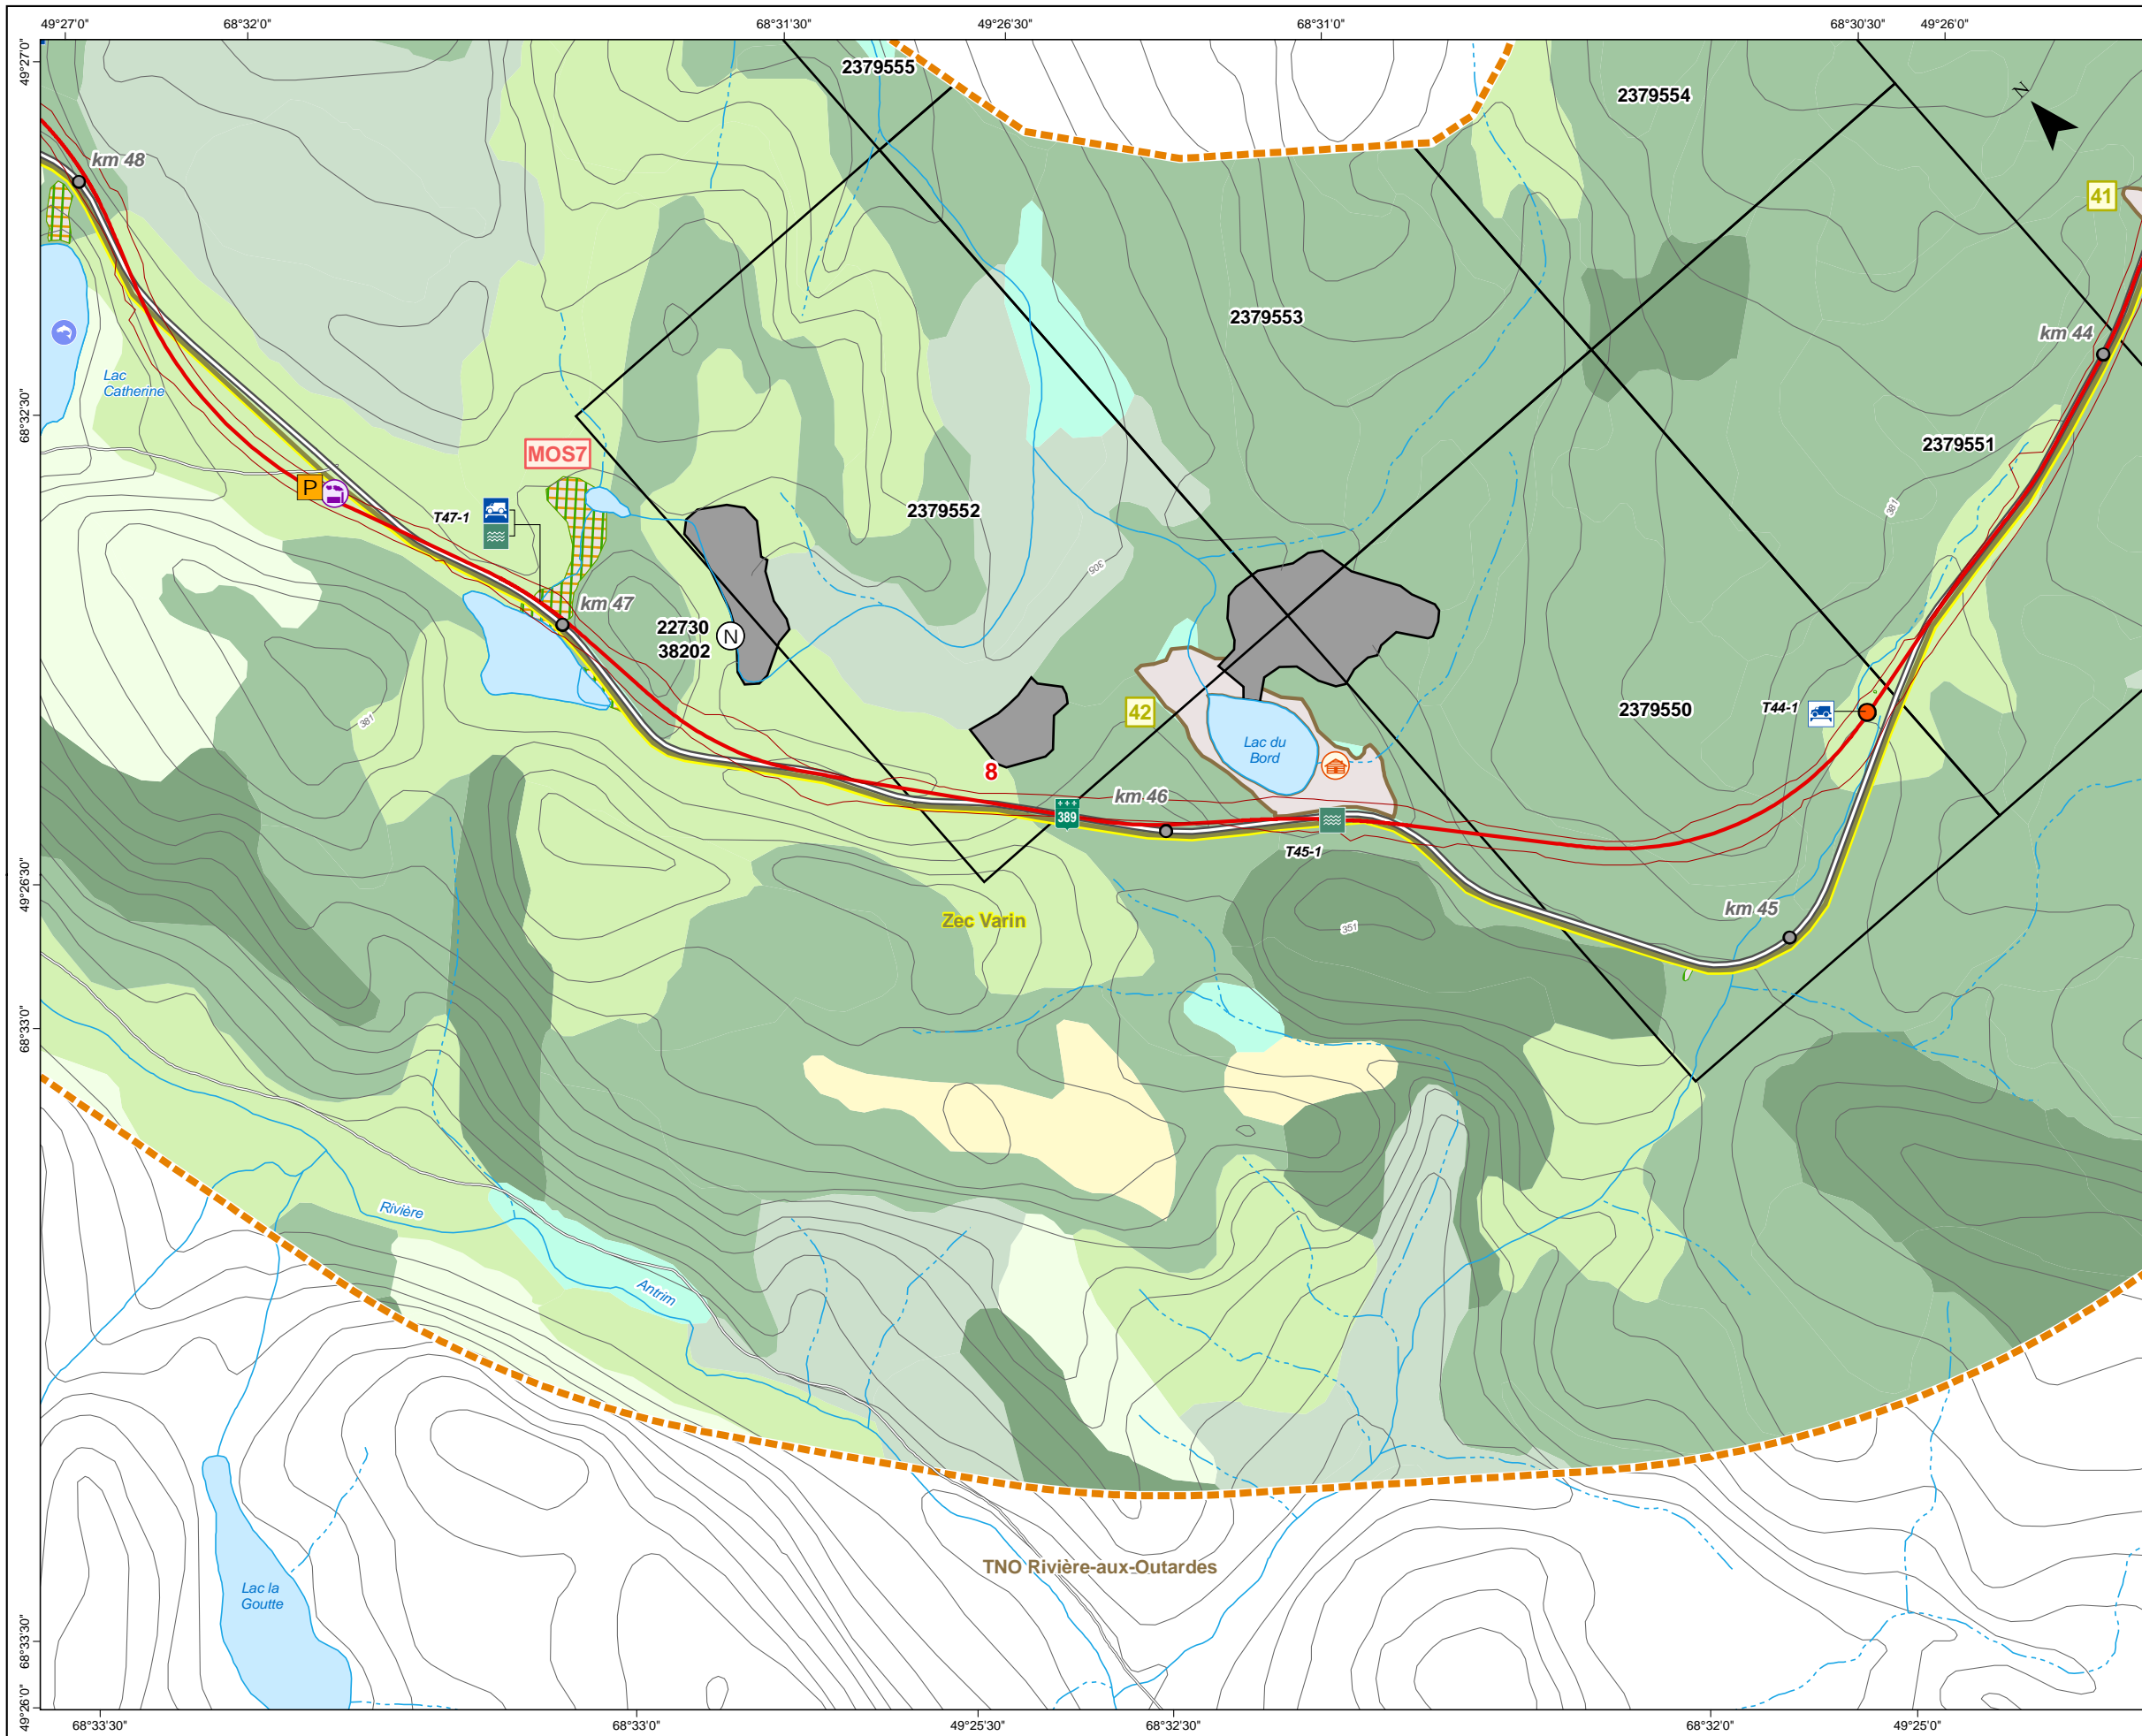 49°27'0"
68°32'0"
68°31'30"
49°26'30"
68°31'0"
68°30'30"
49°26'0"
49°27'0"
68°32'30"
49°26'30"
68°33'0"
68°33'30"
49°26'0"
2379555
2379554
N
km 48
41
2379553
km 44
Lac
Catherine
2379551
MOS7
P
T47-1
2379552
381
305
km 47
22730
38202
N
42
2379550
T44-1
381
Lac du
Bord
8
km 46
389
T45-1
km 45
Zec Varin
351
Rivière
Antrim
TNO Rivière-aux-Outardes
Lac la
Goutte
68°33'30"
68°33'0"
49°25'30"
68°32'30"
68°32'0"
49°25'0"